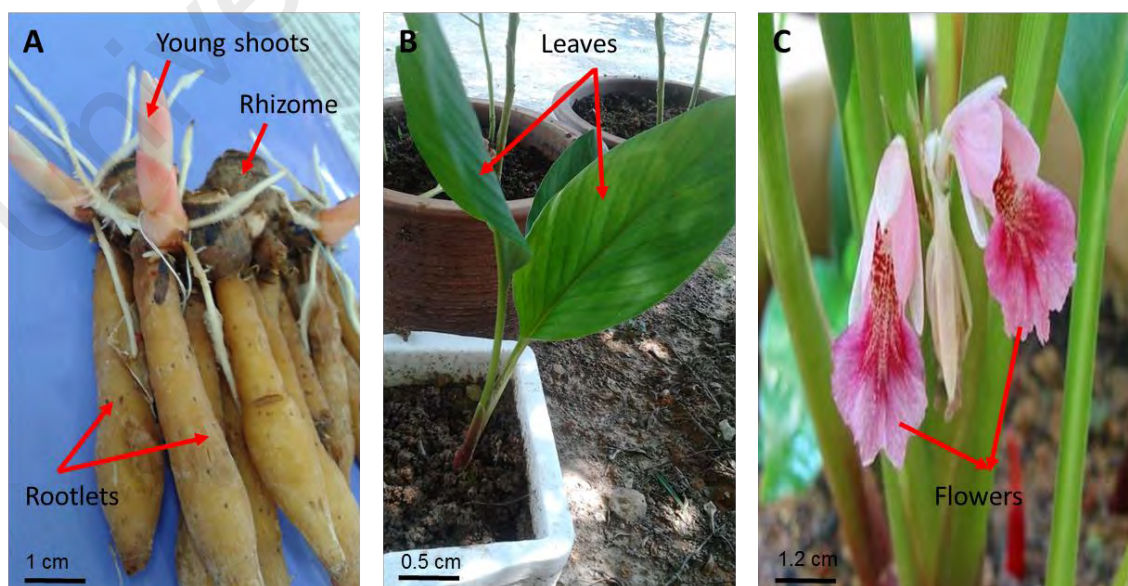 A
Young shoots
Rhizome
Rootlets
1 cm
B
Leaves
0.5 cm
C
Flowers
1.2 cm